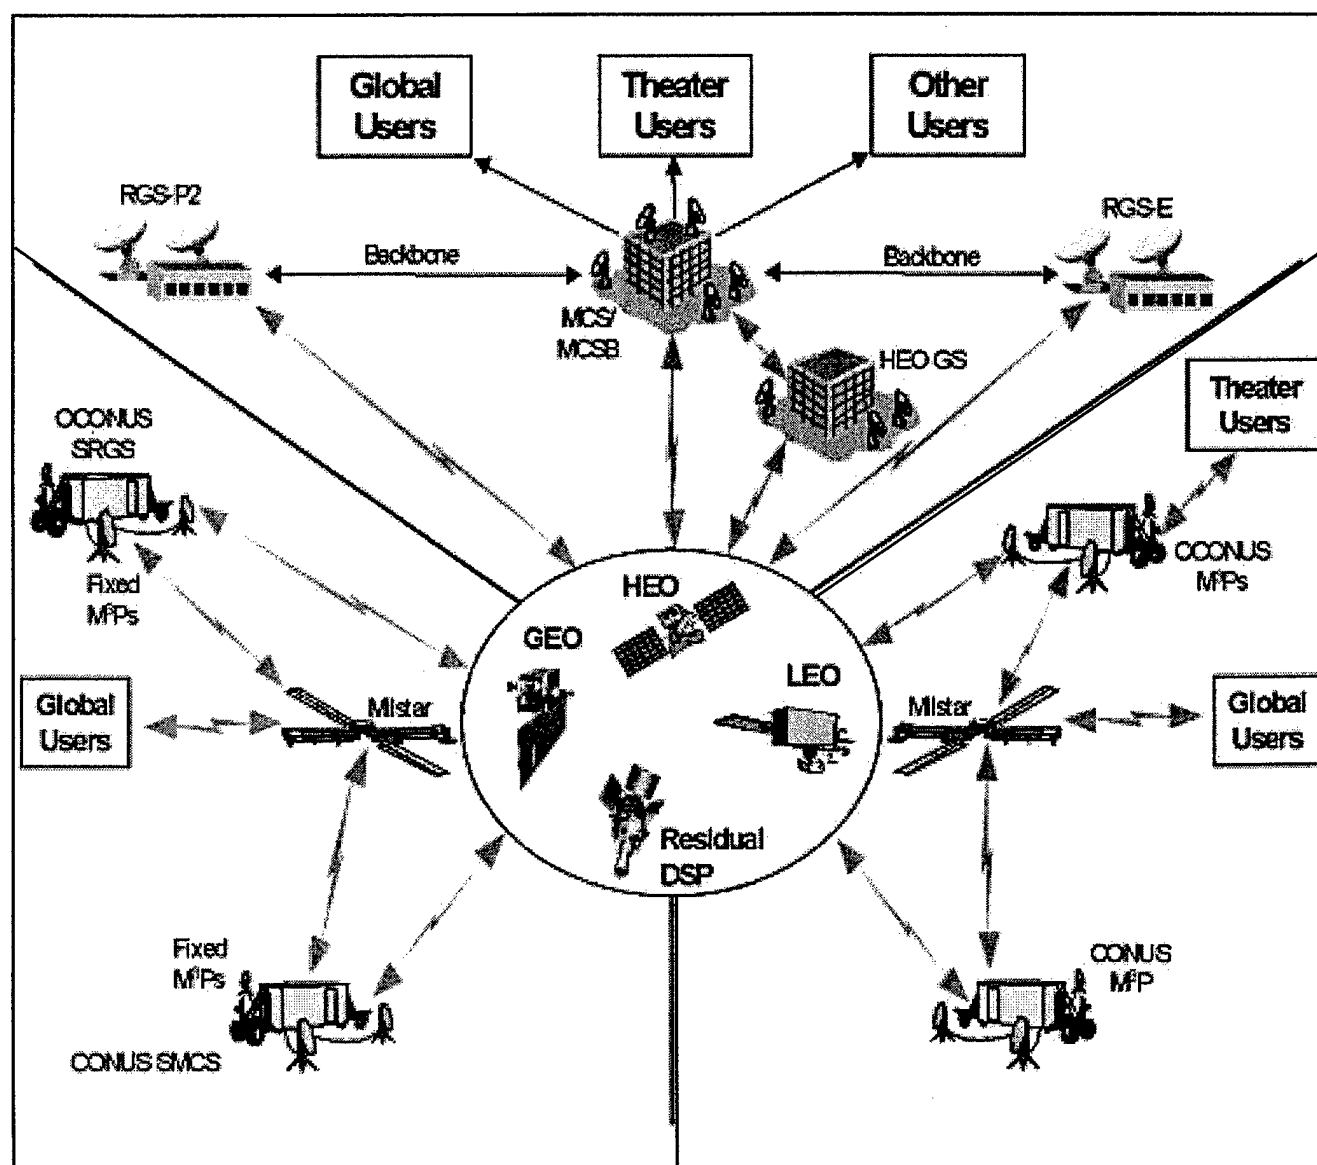 Global
Users
Theater
Users
Other
Users
RGS-P2
RGS-E
Backbone
Backbone
MCS/
MCSB
HEO GS
Theater
Users
OCONUS
SRGS
Fixed
M³Ps
OCONUS
M³Ps
HEO
GEO
LEO
Global
Users
Milstar
Milstar
Global
Users
Residual
DSP
Fixed
M³Ps
CONUS SMCS
CONUS
M³P